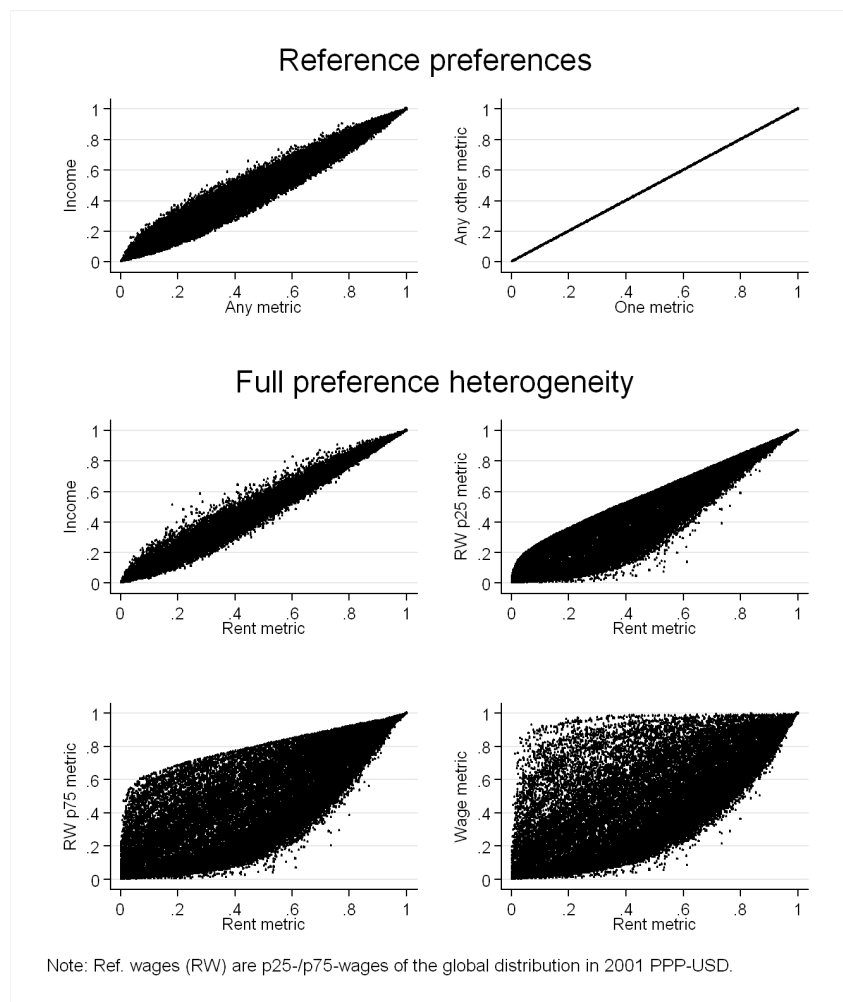 Reference preferences
1
.8
.6
.4
.2
0
Income
0 .2 .4 .6 .8 1
Any metric
1
.8
.6
.4
.2
0
Any other metric
0 .2 .4 .6 .8 1
One metric
Full preference heterogeneity
1
.8
.6
.4
.2
0
Income
0 .2 .4 .6 .8 1
Rent metric
1
.8
.6
.4
.2
0
RW p25 metric
0 .2 .4 .6 .8 1
Rent metric
1
.8
.6
.4
.2
0
RW p75 metric
0 .2 .4 .6 .8 1
Rent metric
1
.8
.6
.4
.2
0
Wage metric
0 .2 .4 .6 .8 1
Rent metric
Note: Ref. wages (RW) are p25-/p75-wages of the global distribution in 2001 PPP-USD.